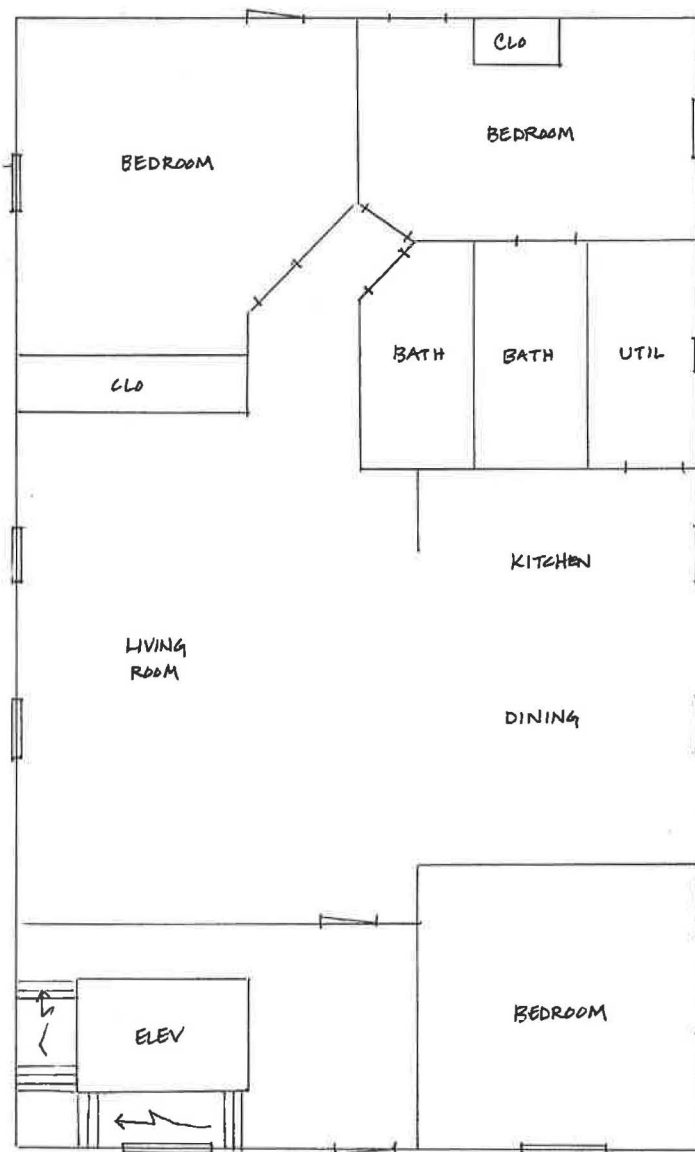 CLO
BEDROOM
BEDROOM
BATH
BATH
UTIL
CLO
KITCHEN
LIVING
ROOM
DINING
BEDROOM
ELEV